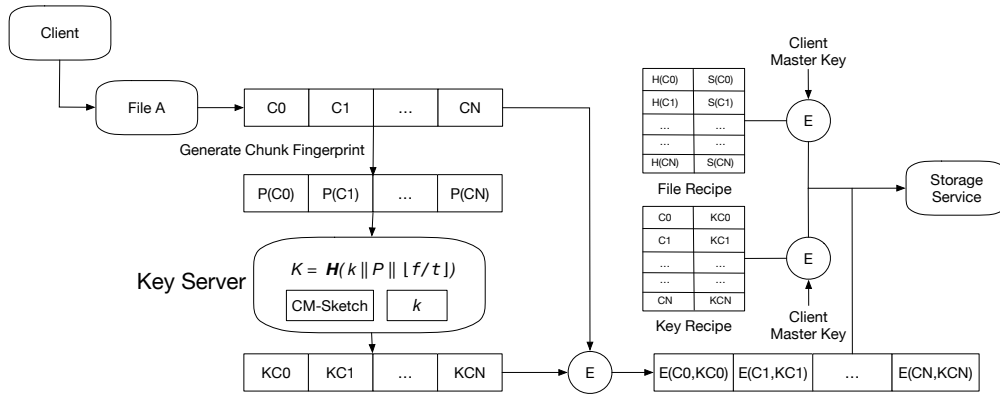 Client
File A
C0 C1 ... CN
Generate Chunk Fingerprint
P(C0) P(C1) ... P(CN)
Key Server
K = H(k || P || ⌊f/t⌋)
CM-Sketch k
KC0 KC1 ... KCN
E
E(C0,KC0) E(C1,KC1) ... E(CN,KCN)
H(C0) S(C0)
H(C1) S(C1)
... ...
... ...
H(CN) S(CN)
File Recipe
Client
Master Key
E
C0 KC0
C1 KC1
... ...
... ...
CN KCN
Key Recipe
E
Client
Master Key
Storage
Service